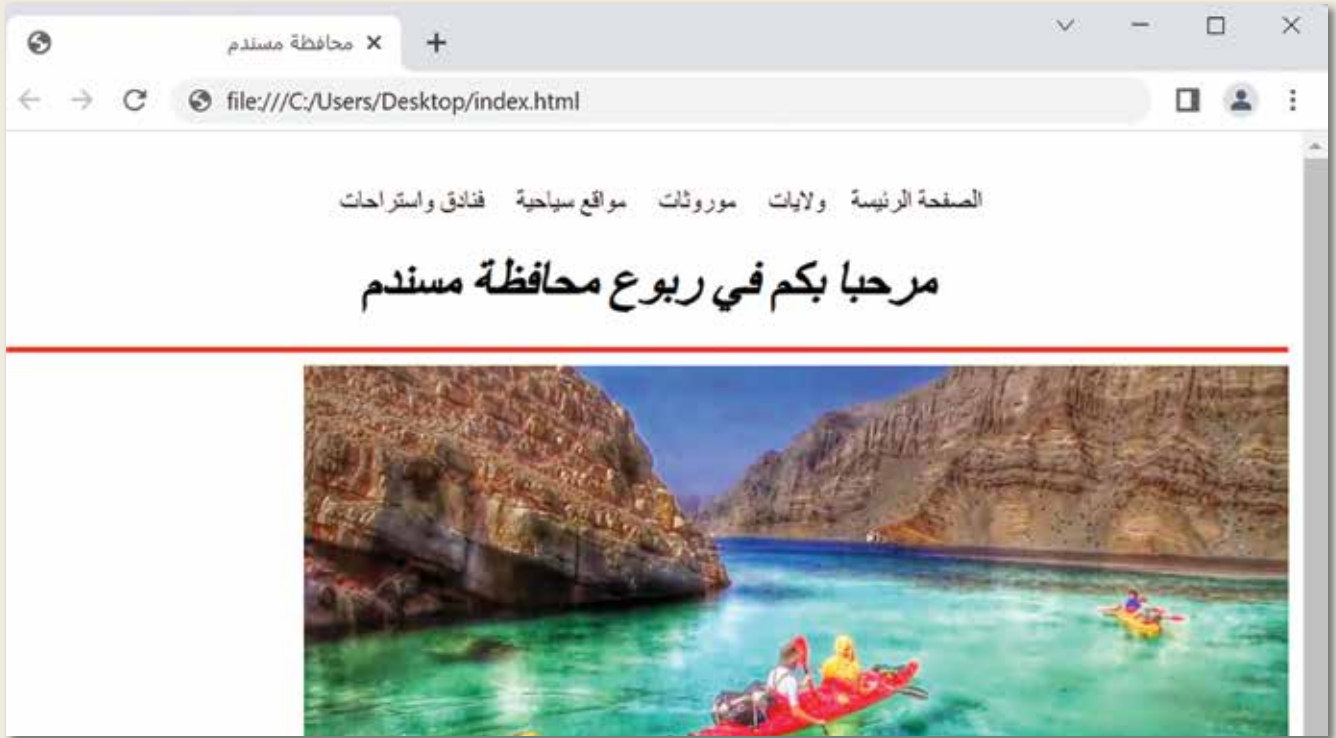 محافظة مسندم
file:///C:/Users/Desktop/index.html
الصفحة الرئيسة ولايات موروثات مواقع سياحية فنادق واستراحات
مرحبا بكم في ربوع محافظة مسندم